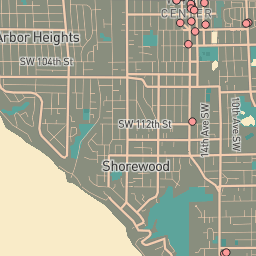 CENTER
Arbor Heights
SW 104th St
SW 112th St
14th Ave SW
10th Ave SW
Shorewood